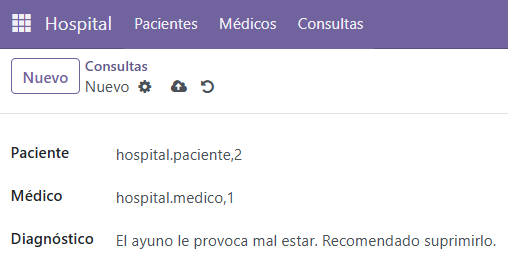 Hospital Pacientes Médicos Consultas
Nuevo
Consultas
Nuevo
Paciente hospital.paciente,2
Médico hospital.medico,1
Diagnóstico El ayuno le provoca mal estar. Recomendado suprimirlo.